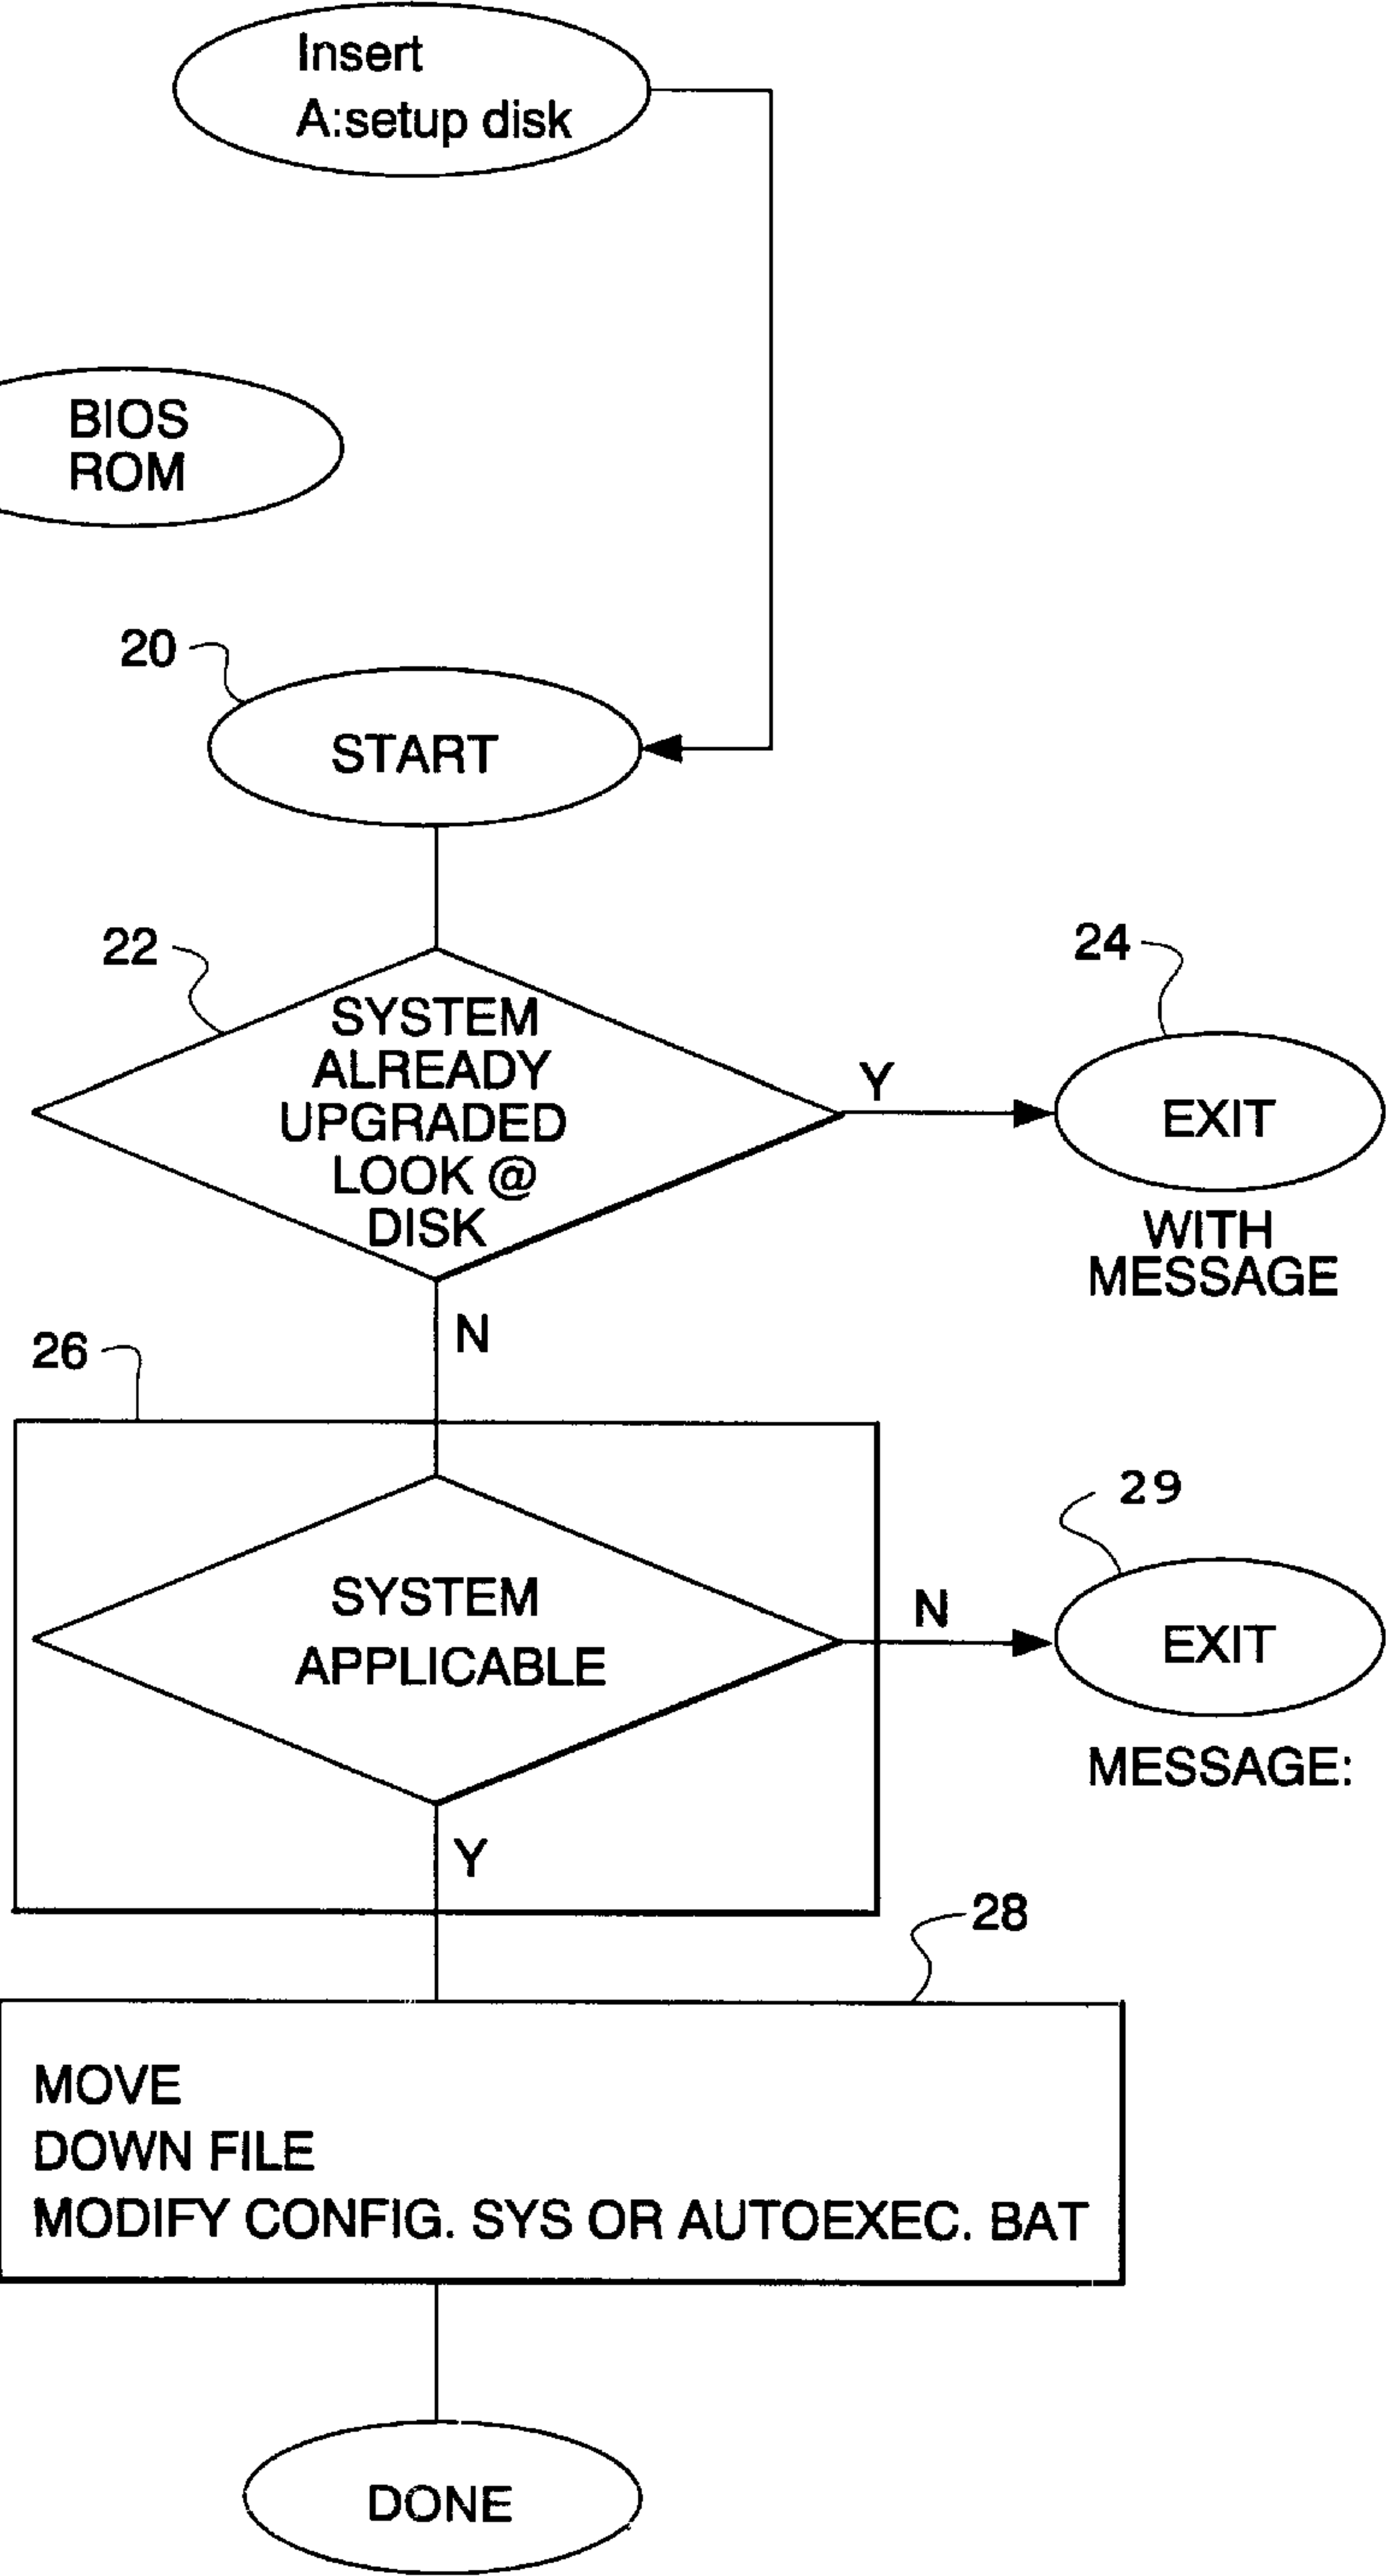 Insert
A:setup disk
BIOS
ROM
20
START
22
SYSTEM
ALREADY
UPGRADED
LOOK @
DISK
Y
24
EXIT
WITH
MESSAGE
N
26
SYSTEM
APPLICABLE
N
29
EXIT
MESSAGE:
Y
28
MOVE
DOWN FILE
MODIFY CONFIG. SYS OR AUTOEXEC. BAT
DONE